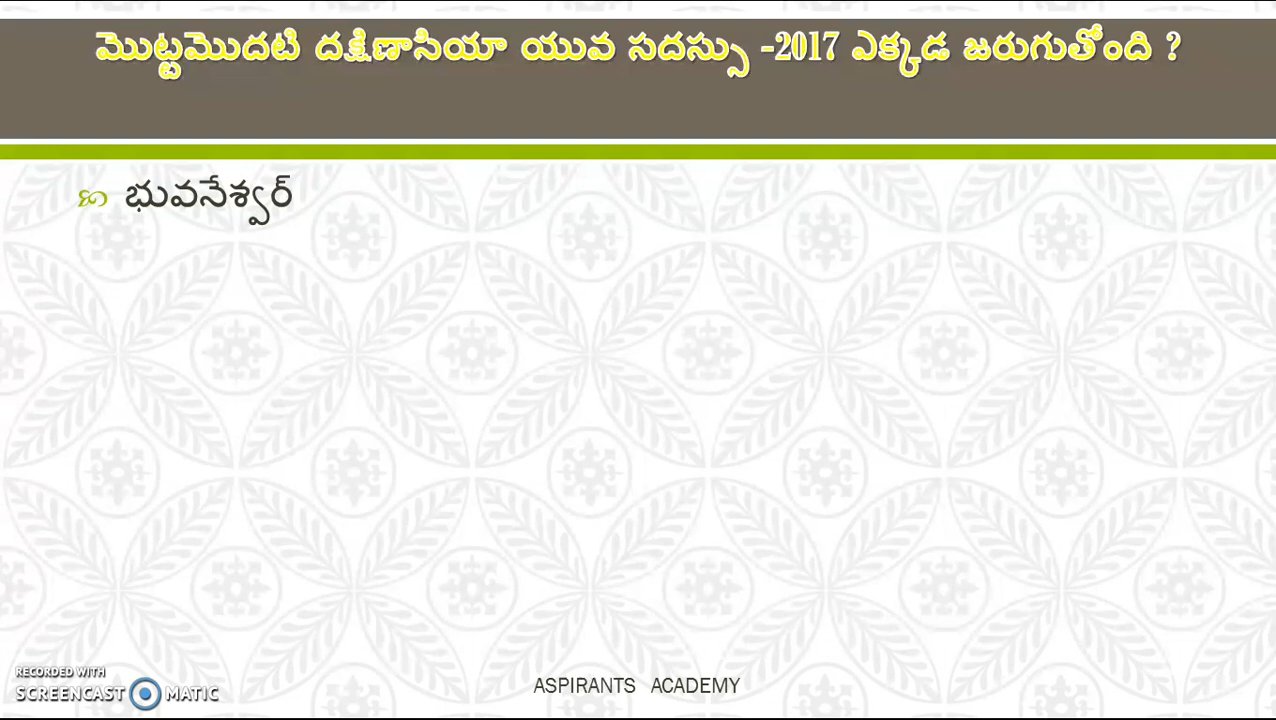 మొట్టమొదటి దక్షిణాసియా యువ సదస్సు -2017 ఎక్కడ జరుగుతోంది ?
భువనేశ్వర్
RECORDED WITH
SCREENCAST MATIC
ASPIRANTS ACADEMY